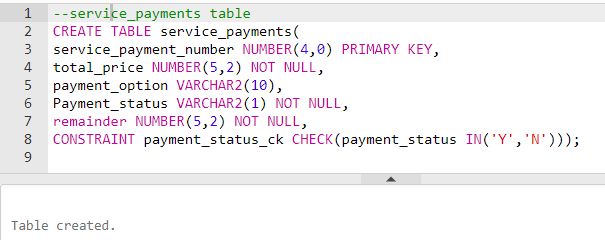 1 --service_payments table
2 CREATE TABLE service_payments(
3 service_payment_number NUMBER(4,0) PRIMARY KEY,
4 total_price NUMBER(5,2) NOT NULL,
5 payment_option VARCHAR2(10),
6 Payment_status VARCHAR2(1) NOT NULL,
7 remainder NUMBER(5,2) NOT NULL,
8 CONSTRAINT payment_status_ck CHECK(payment_status IN('Y','N')));
9
Table created.